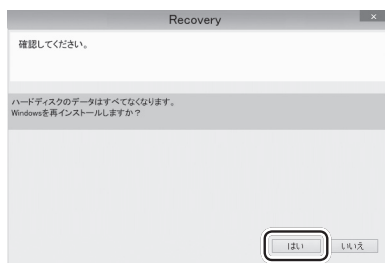 Recovery
×
確認してください。
ハードディスクのデータはすべてなくなります。
Windowsを再インストールしますか？
はい
いいえ